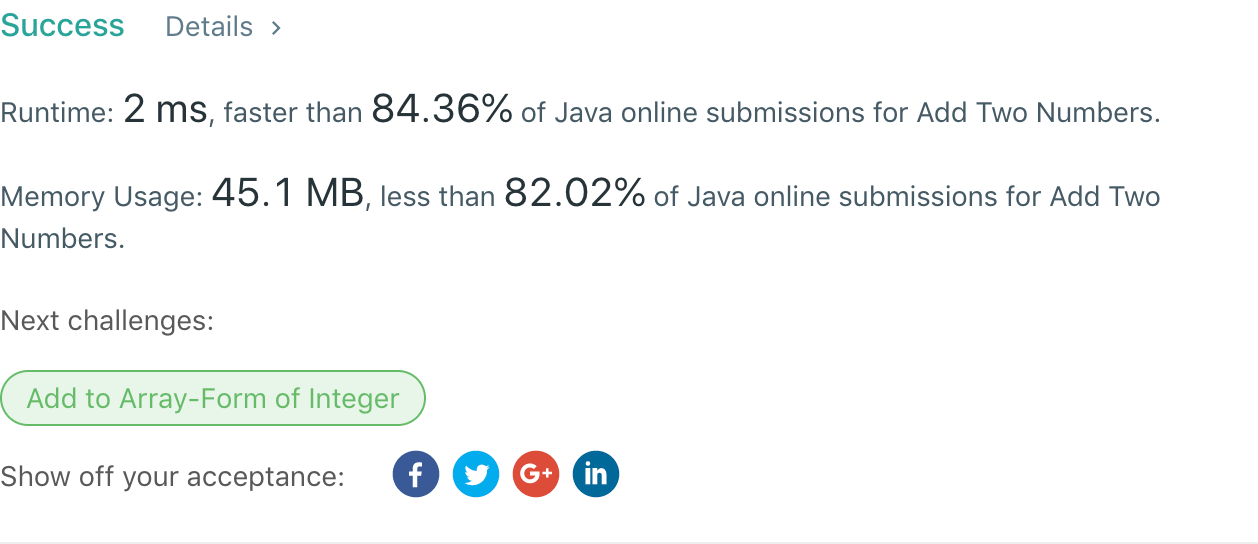 Success Details >
Runtime: 2 ms, faster than 84.36% of Java online submissions for Add Two Numbers.
Memory Usage: 45.1 MB, less than 82.02% of Java online submissions for Add Two
Numbers.
Next challenges:
Add to Array-Form of Integer
Show off your acceptance: f G+ in